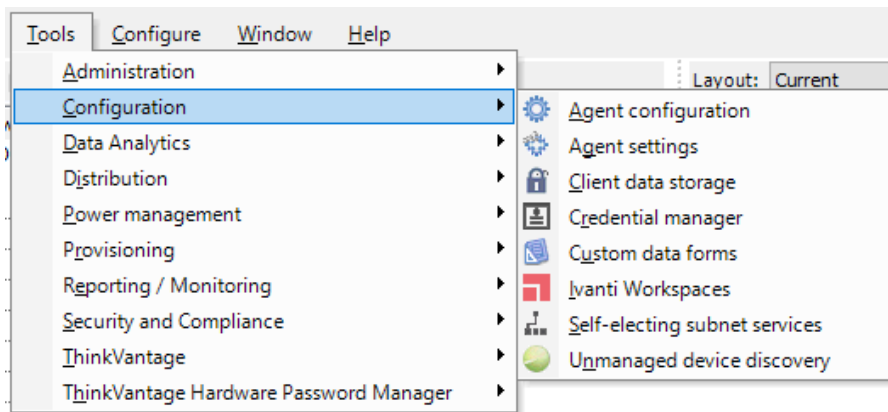 Tools Configure Window Help
Administration
Layout: Current
Configuration
Agent configuration
Data Analytics
Agent settings
Distribution
Client data storage
Power management
Credential manager
Provisioning
Custom data forms
Reporting / Monitoring
Ivanti Workspaces
Security and Compliance
Self-electing subnet services
ThinkVantage
Unmanaged device discovery
ThinkVantage Hardware Password Manager